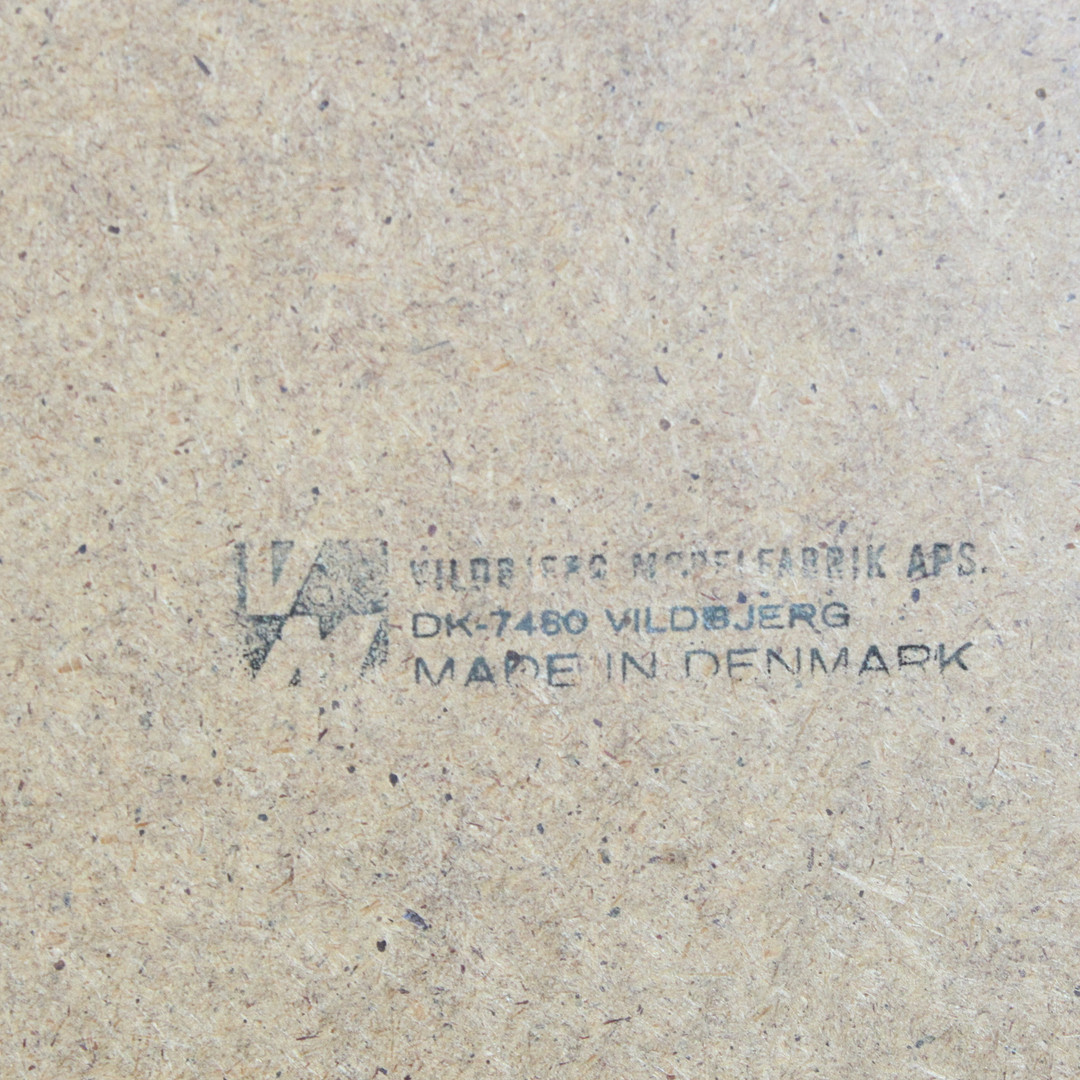 VILDBJERG MØBELFABRIK APS.
DK-7480 VILDBJERG
MADE IN DENMARK